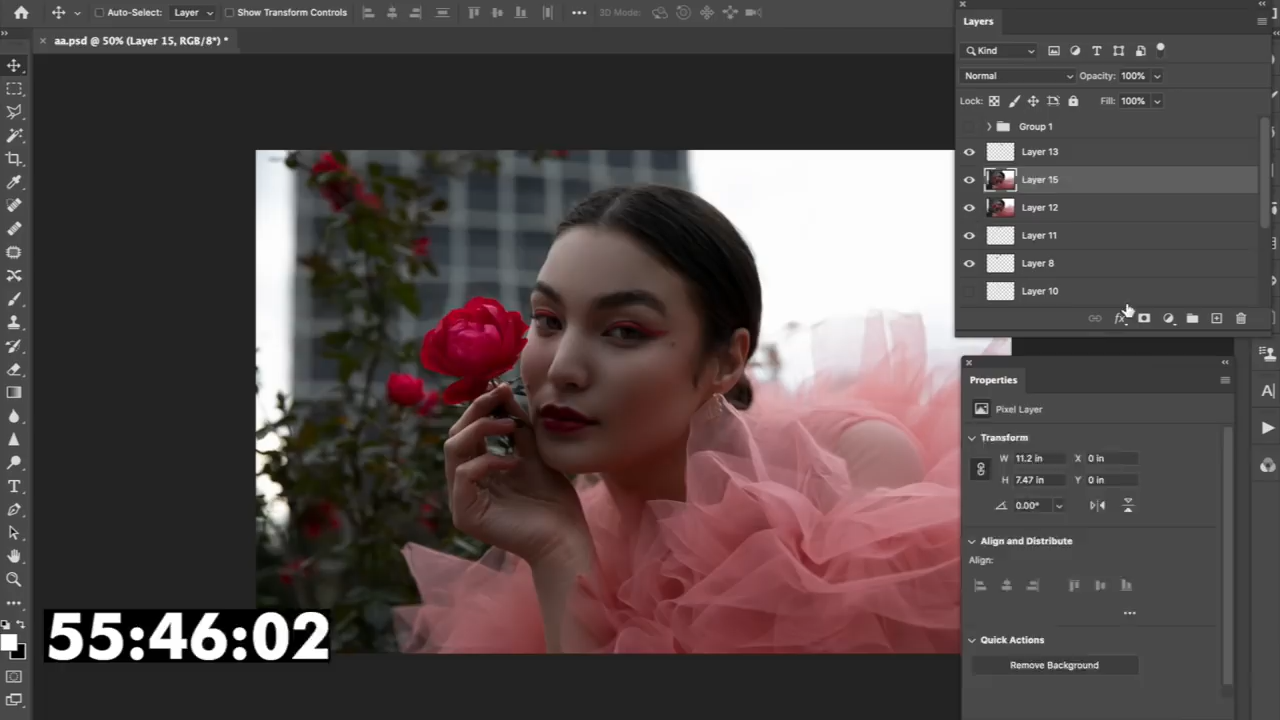 Auto-Select: Layer Show Transform Controls 3D Mode:
aa.psd @ 50% (Layer 15, RGB/8*) *
Layers
Kind
Normal Opacity: 100%
Lock: Fill: 100%
Group 1
Layer 13
Layer 15
Layer 12
Layer 11
Layer 8
Layer 10
fx
Properties
Pixel Layer
Transform
W 11.2 in X 0 in
H 7.47 in Y 0 in
0.00°
Align and Distribute
Align:
Quick Actions
Remove Background
55:46:02